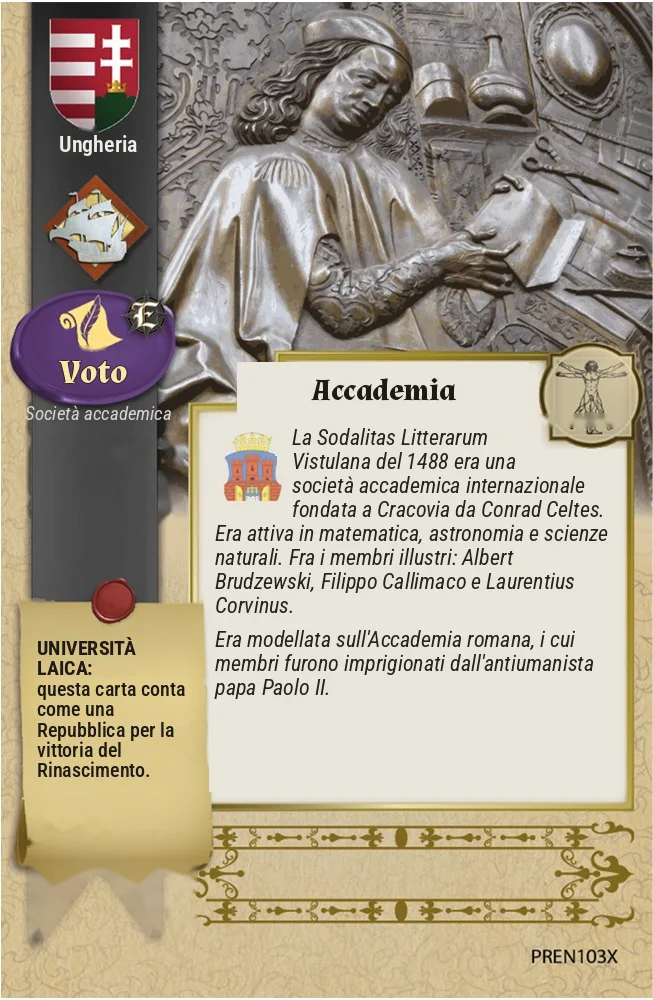 Ungheria
E
Voto
Società accademica
Accademia
La Sodalitas Litterarum
Vistulana del 1488 era una
società accademica internazionale
fondata a Cracovia da Conrad Celtes.
Era attiva in matematica, astronomia e scienze
naturali. Fra i membri illustri: Albert
Brudzewski, Filippo Callimaco e Laurentius
Corvinus.
Era modellata sull'Accademia romana, i cui
membri furono imprigionati dall'antiumanista
papa Paolo II.
UNIVERSITÀ
LAICA:
questa carta conta
come una
Repubblica per la
vittoria del
Rinascimento.
PREN103X